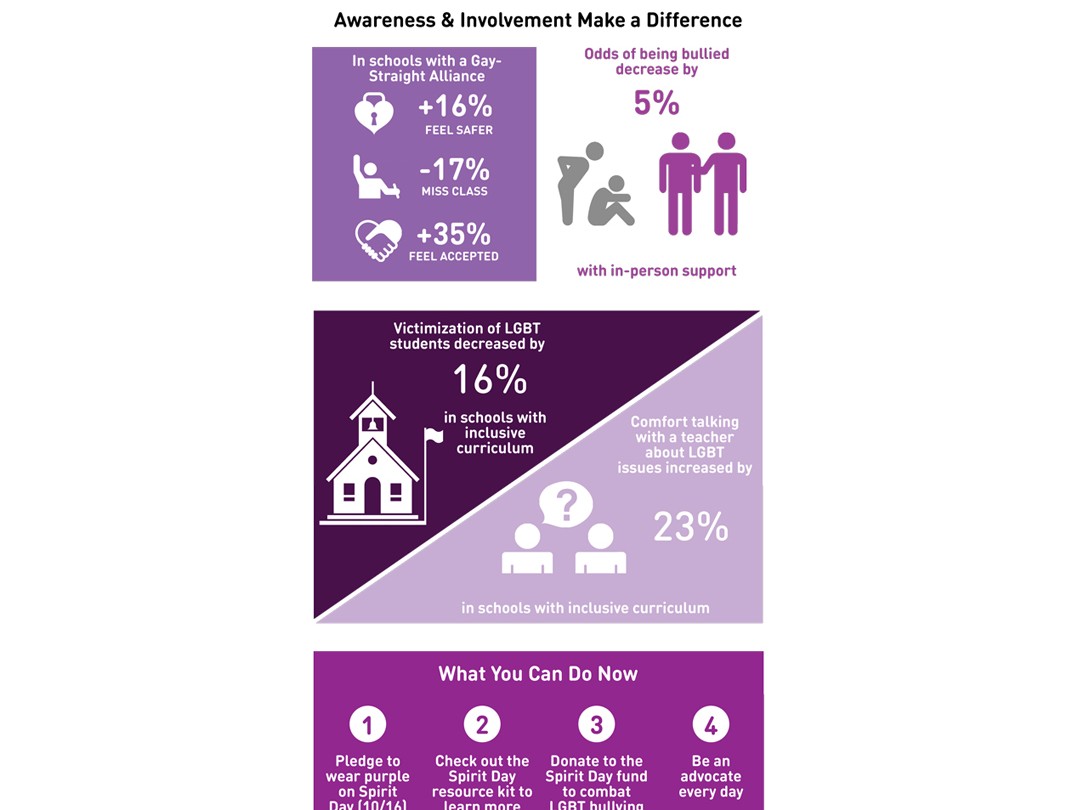 Awareness & Involvement Make a Difference
In schools with a Gay-
Straight Alliance
+16%
FEEL SAFER
-17%
MISS CLASS
+35%
FEEL ACCEPTED
Odds of being bullied
decrease by
5%
with in-person support
Victimization of LGBT
students decreased by
16%
in schools with
inclusive
curriculum
Comfort talking
with a teacher
about LGBT
issues increased by
?
23%
in schools with inclusive curriculum
What You Can Do Now
1
Pledge to
wear purple
on Spirit
Day (10/16)
2
Check out the
Spirit Day
resource kit to
learn more
3
Donate to the
Spirit Day fund
to combat
LGBT bullying
4
Be an
advocate
every day